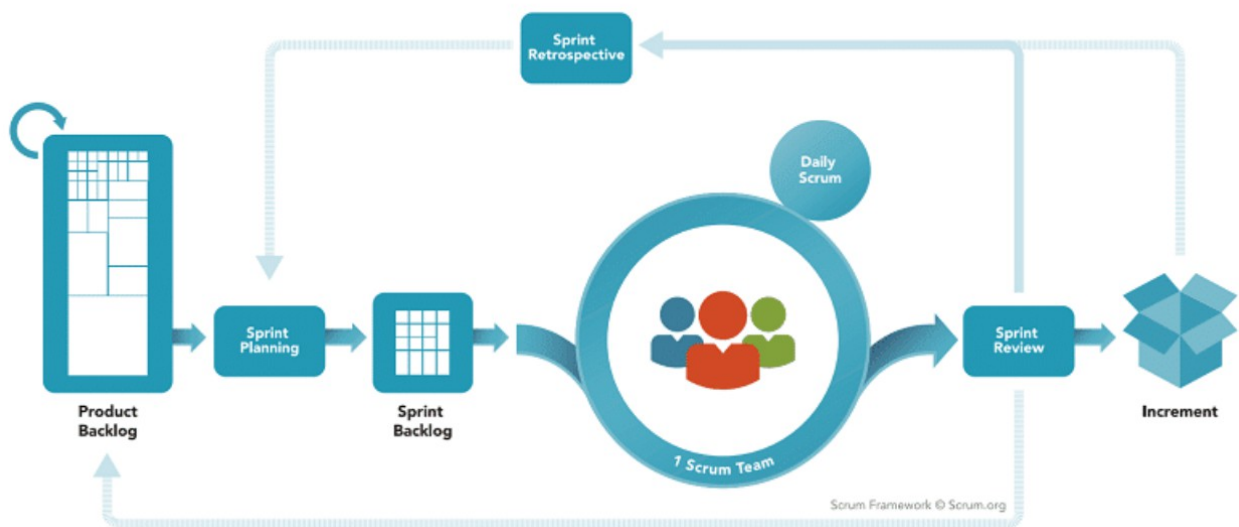 Sprint
Retrospective
Daily
Scrum
Sprint
Planning
Sprint
Review
Product
Backlog
Sprint
Backlog
Increment
1 Scrum Team
Scrum Framework © Scrum.org